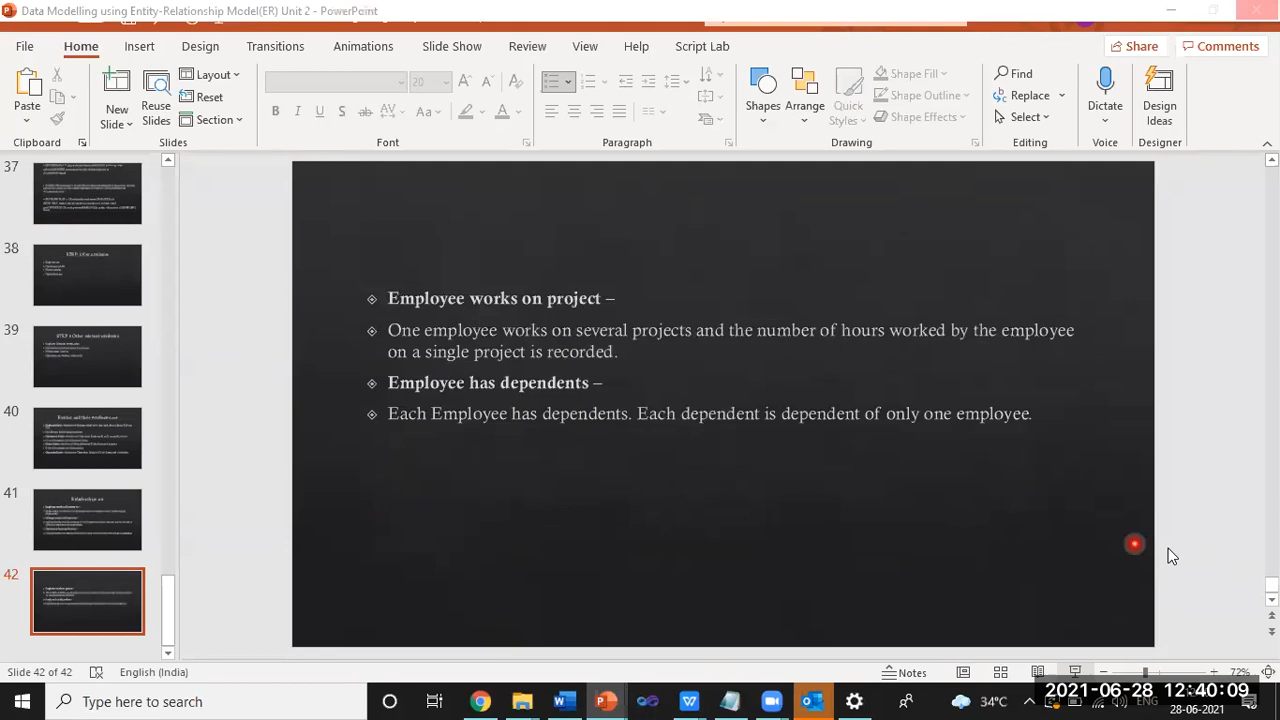 Data Modelling using Entity-Relationship Model(ER) Unit 2 - PowerPoint
File Home Insert Design Transitions Animations Slide Show Review View Help Script Lab Share Comments
Paste New Slide Reuse Slides Layout Reset Section 20 Shapes Arrange Quick Styles Shape Fill Shape Outline Shape Effects Find Replace Select Dictate Design Ideas
Clipboard Slides Font Paragraph Drawing Editing Voice Designer
37
38
39
40
41
42
Employee works on project –
One employee works on several projects and the number of hours worked by the employee
on a single project is recorded.
Employee has dependents –
Each Employee has dependents. Each dependent is dependent of only one employee.
Slide 42 of 42 English (India) Notes 72%
Type here to search 34°C ENG
2021-06-28 12:40:09
28-06-2021